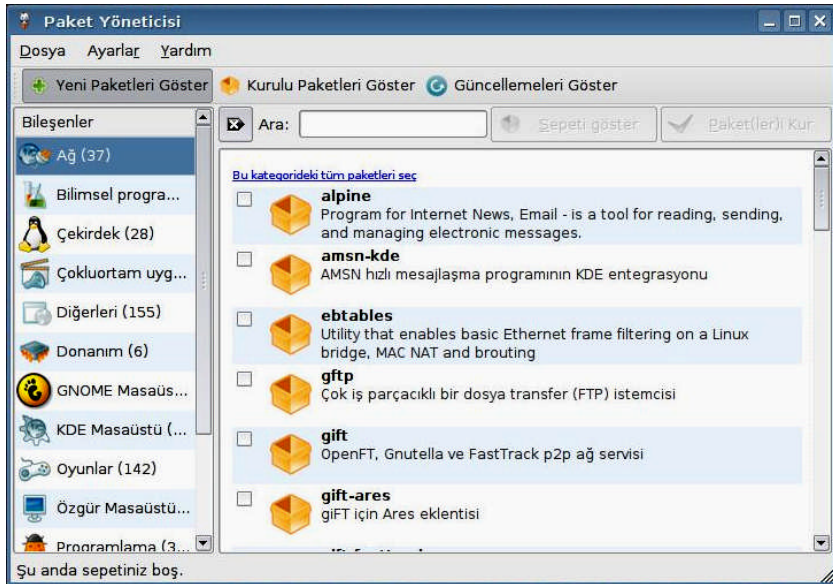 Paket Yöneticisi
Dosya Ayarlar Yardım
Yeni Paketleri Göster Kurulu Paketleri Göster Güncellemeleri Göster
Bileşenler
Ağ (37)
Bilimsel progra...
Çekirdek (28)
Çokluortam uyg...
Diğerleri (155)
Donanım (6)
GNOME Masaüs...
KDE Masaüstü (...
Oyunlar (142)
Özgür Masaüstü...
Programlama (3...
Ara: Sepeti göster Paket(ler)i Kur
Bu kategorideki tüm paketleri seç
alpine
Program for Internet News, Email - is a tool for reading, sending,
and managing electronic messages.
amsn-kde
AMSN hızlı mesajlaşma programının KDE entegrasyonu
ebtables
Utility that enables basic Ethernet frame filtering on a Linux
bridge, MAC NAT and brouting
gftp
Çok iş parçacıklı bir dosya transfer (FTP) istemcisi
gift
OpenFT, Gnutella ve FastTrack p2p ağ servisi
gift-ares
giFT için Ares eklentisi
Şu anda sepetiniz boş.